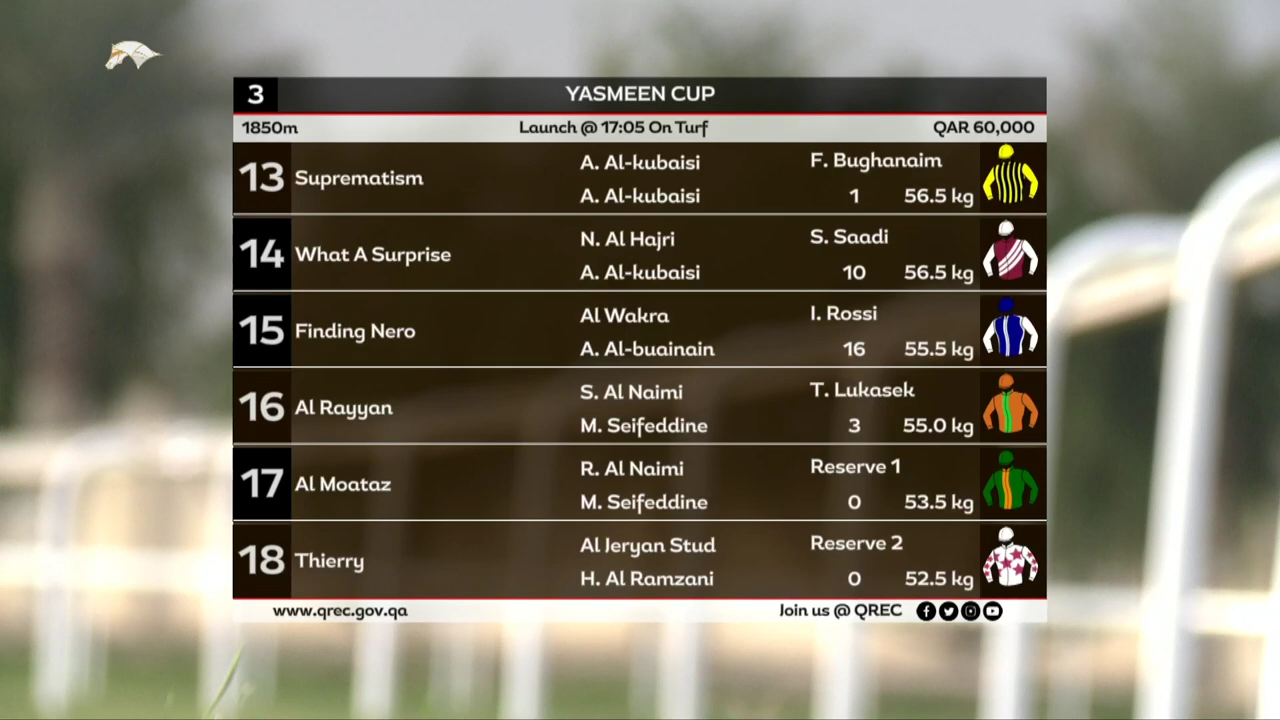 3 YASMEEN CUP
1850m Launch @ 17:05 On Turf QAR 60,000
13 Suprematism A. Al-kubaisi F. Bughanaim
A. Al-kubaisi 1 56.5 kg
14 What A Surprise N. Al Hajri S. Saadi
A. Al-kubaisi 10 56.5 kg
15 Finding Nero Al Wakra I. Rossi
A. Al-buainain 16 55.5 kg
16 Al Rayyan S. Al Naimi T. Lukasek
M. Seifeddine 3 55.0 kg
17 Al Moataz R. Al Naimi Reserve 1
M. Seifeddine 0 53.5 kg
18 Thierry Al Jeryan Stud Reserve 2
H. Al Ramzani 0 52.5 kg
www.qrec.gov.qa Join us @ QREC